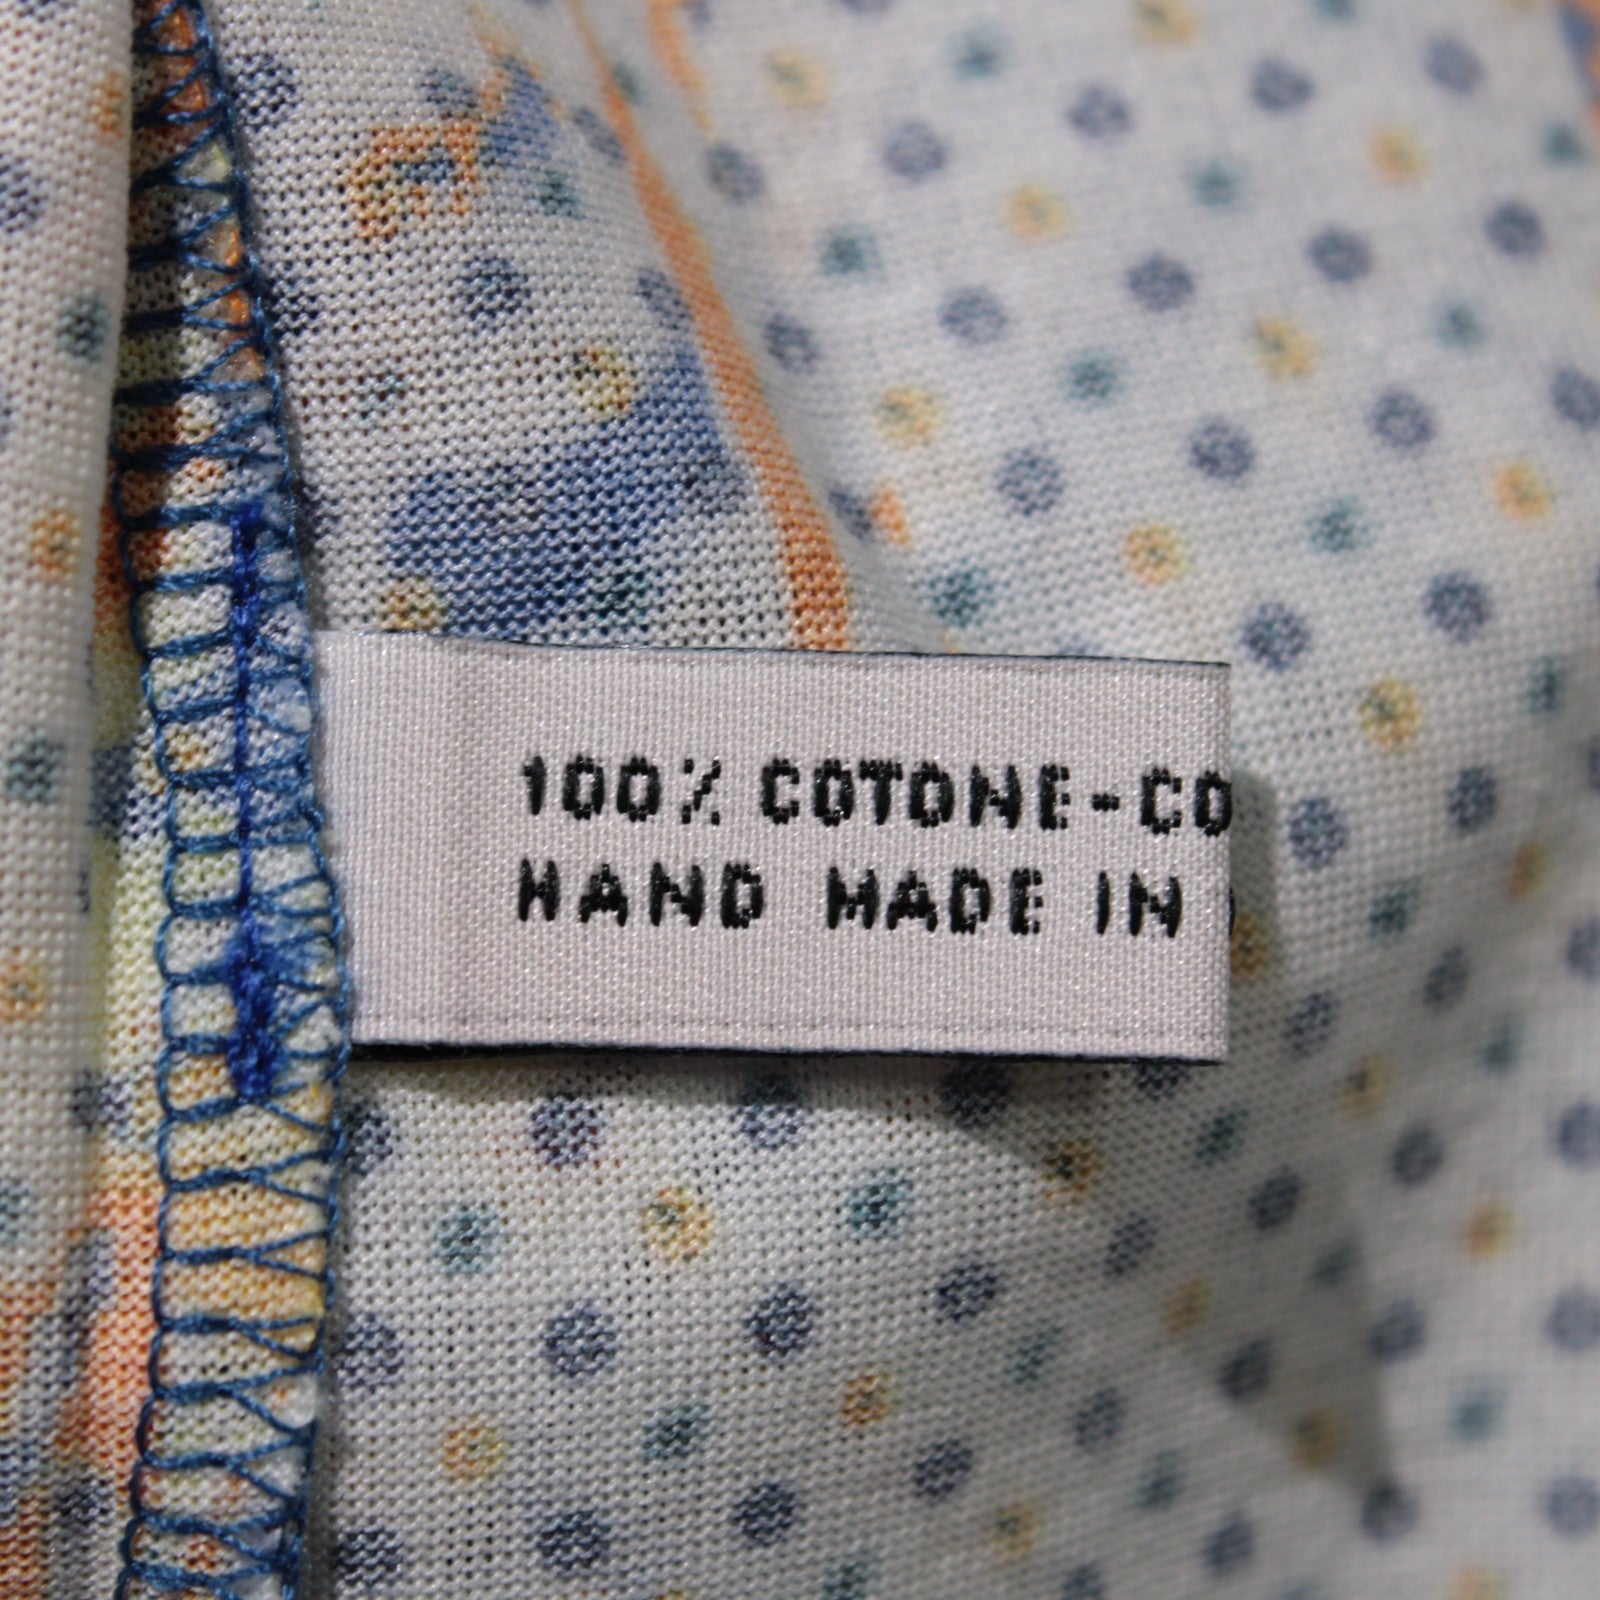 100% COTONE-CO
HAND MADE IN